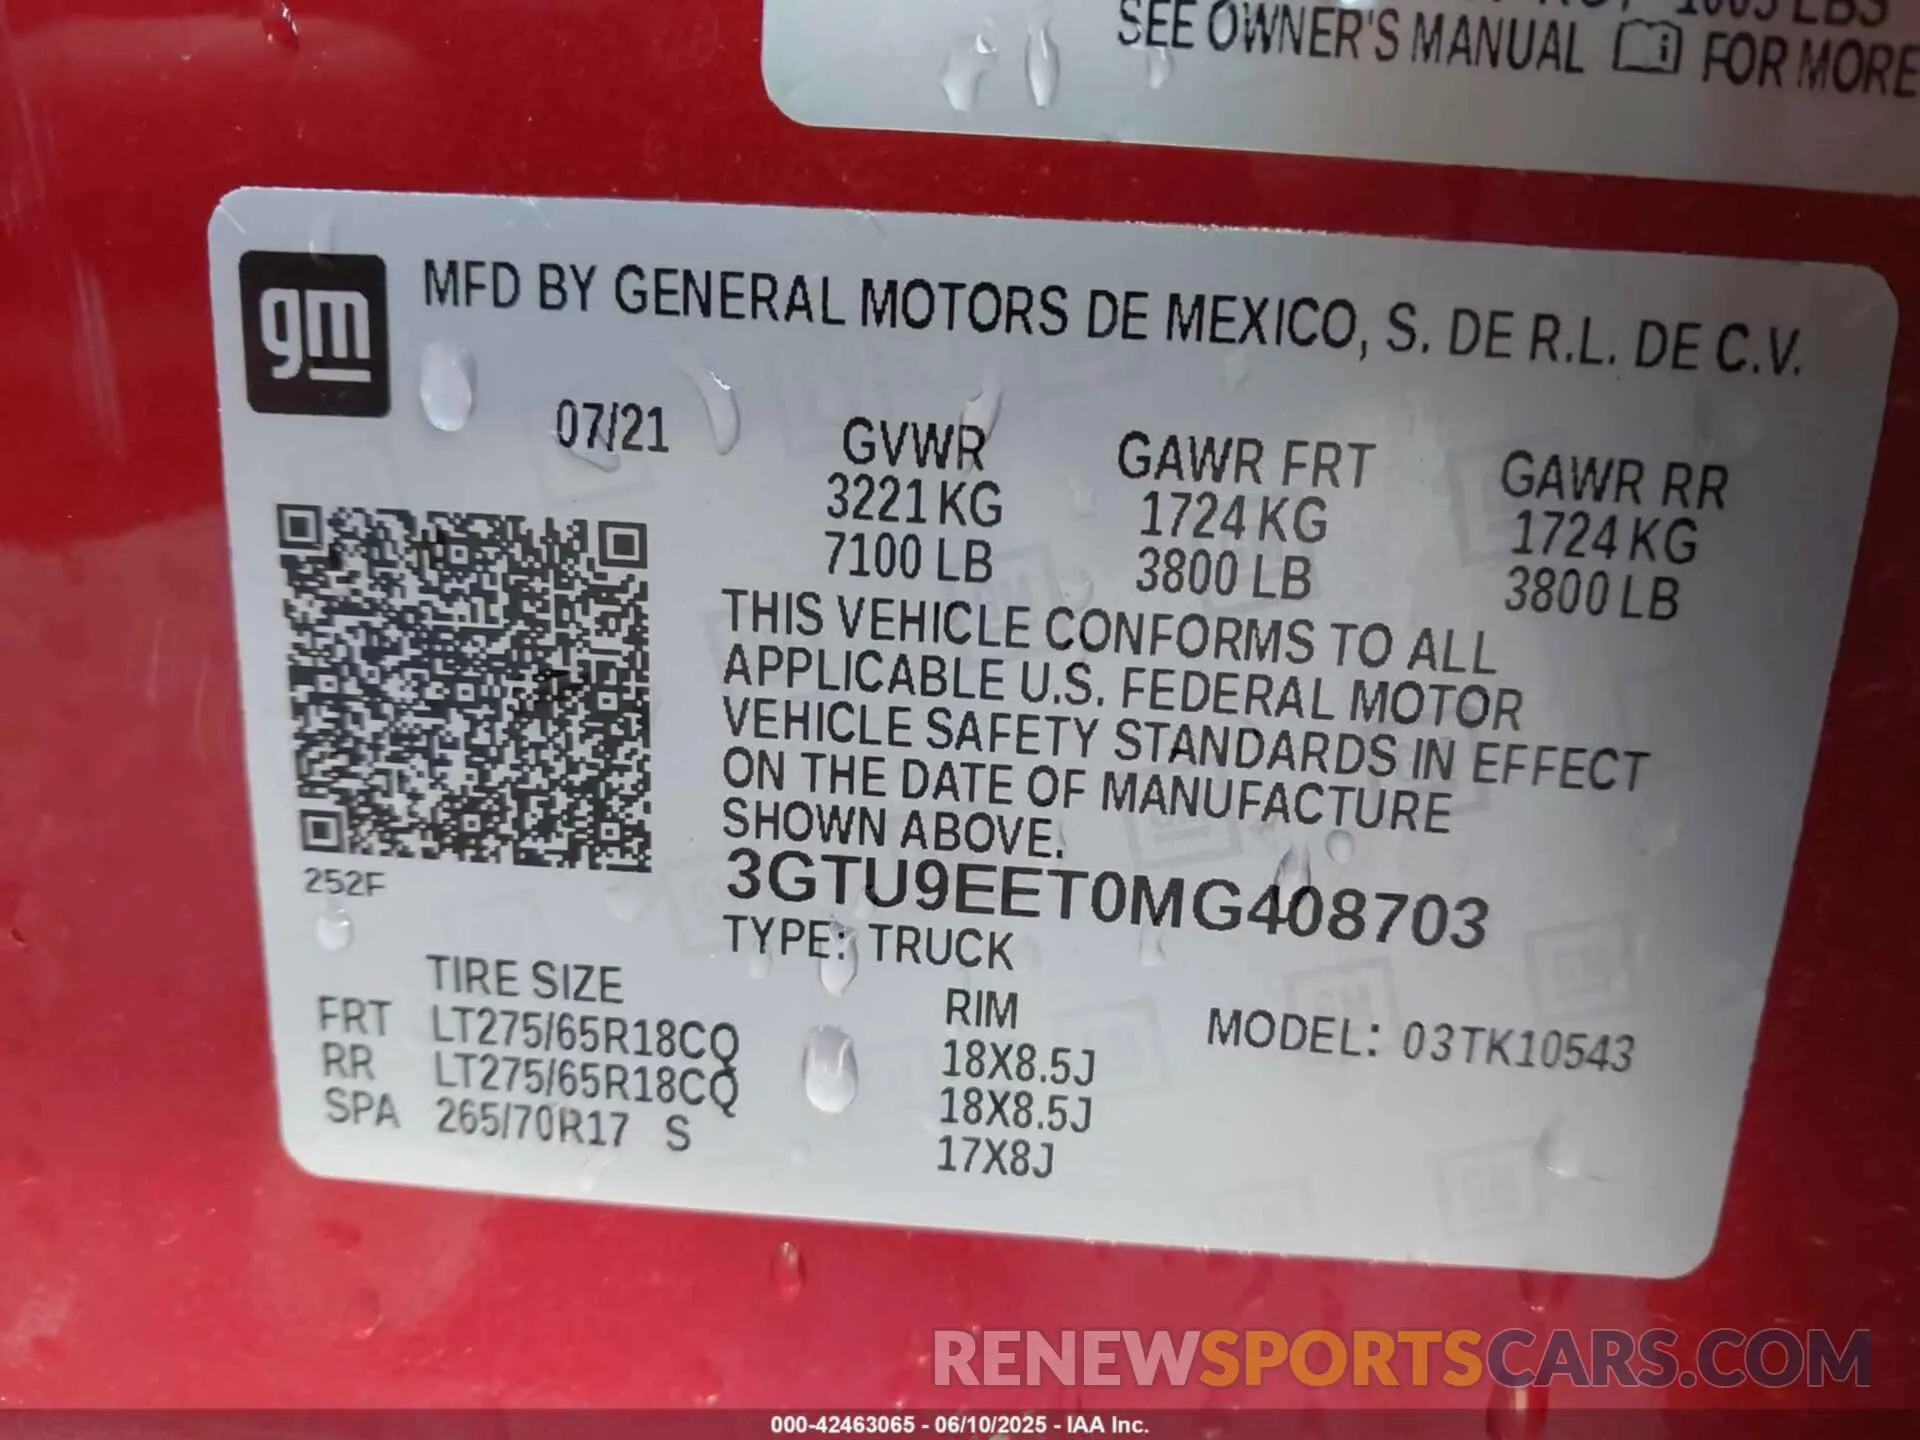 LBS
SEE OWNER'S MANUAL FOR MORE
gm
MFD BY GENERAL MOTORS DE MEXICO, S. DE R.L. DE C.V.
07/21 GVWR GAWR FRT GAWR RR
3221 KG 1724 KG 1724 KG
7100 LB 3800 LB 3800 LB
THIS VEHICLE CONFORMS TO ALL
APPLICABLE U.S. FEDERAL MOTOR
VEHICLE SAFETY STANDARDS IN EFFECT
ON THE DATE OF MANUFACTURE
SHOWN ABOVE.
252F
3GTU9EET0MG408703
TYPE: TRUCK
TIRE SIZE RIM MODEL: 03TK10543
FRT LT275/65R18CQ 18X8.5J
RR LT275/65R18CQ 18X8.5J
SPA 265/70R17 S 17X8J
RENEWSPORTSCARS.COM
000-42463065 - 06/10/2025 - IAA Inc.